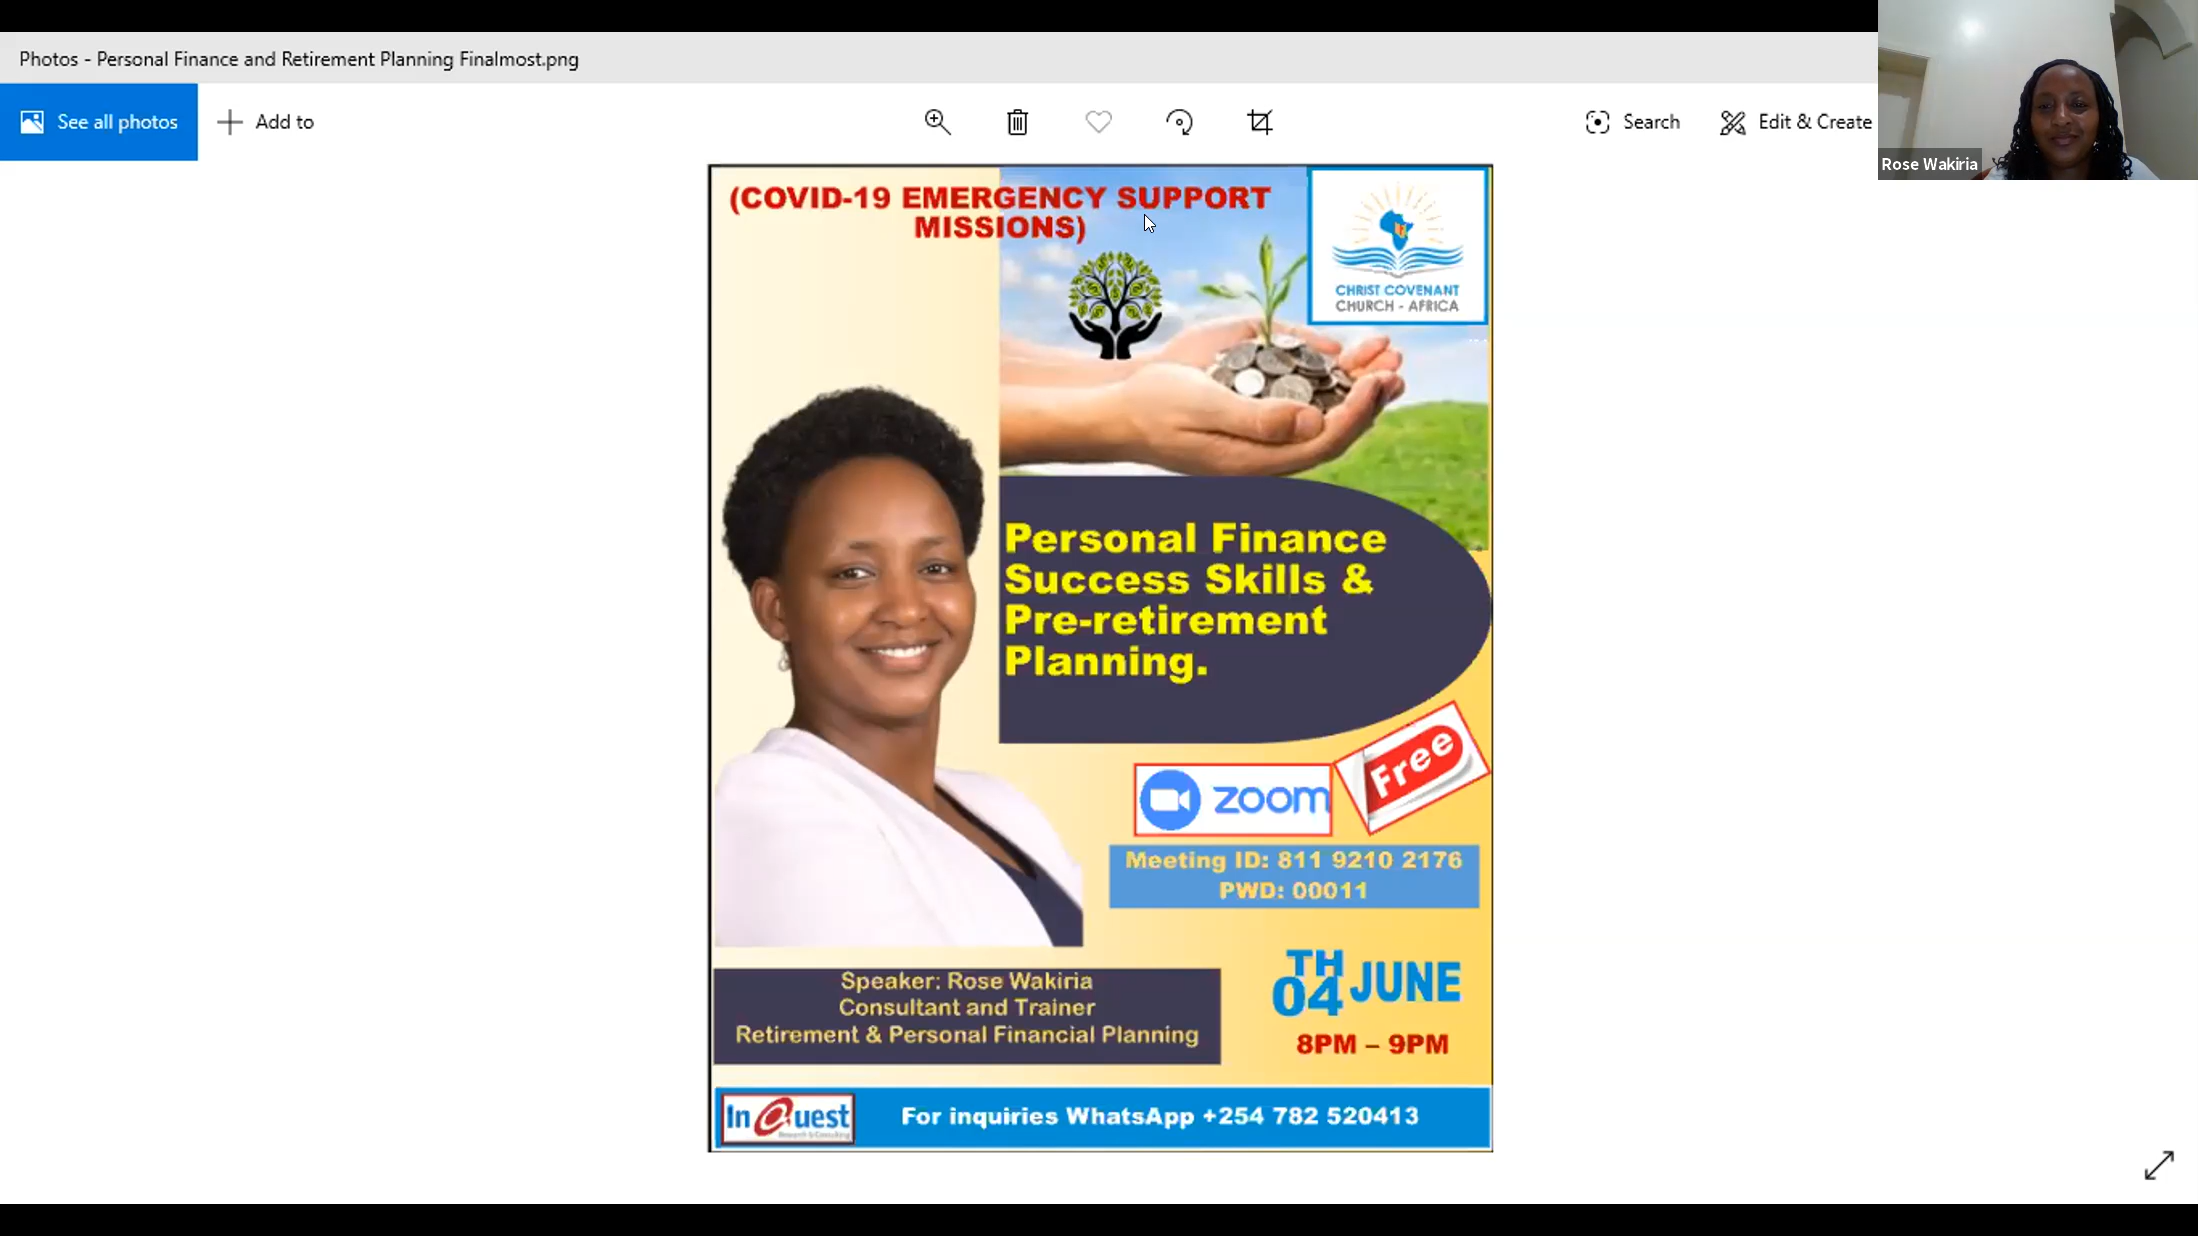 Photos - Personal Finance and Retirement Planning Finalmost.png
See all photos
Add to
Search
Edit & Create
Rose Wakiria
(COVID-19 EMERGENCY SUPPORT
MISSIONS)
CHRIST COVENANT
CHURCH - AFRICA
Personal Finance
Success Skills &
Pre-retirement
Planning.
zoom
Free
Meeting ID: 811 9210 2176
PWD: 00011
Speaker: Rose Wakiria
Consultant and Trainer
Retirement & Personal Financial Planning
04TH JUNE
8PM – 9PM
InQuest
Research & Consulting
For inquiries WhatsApp +254 782 520413